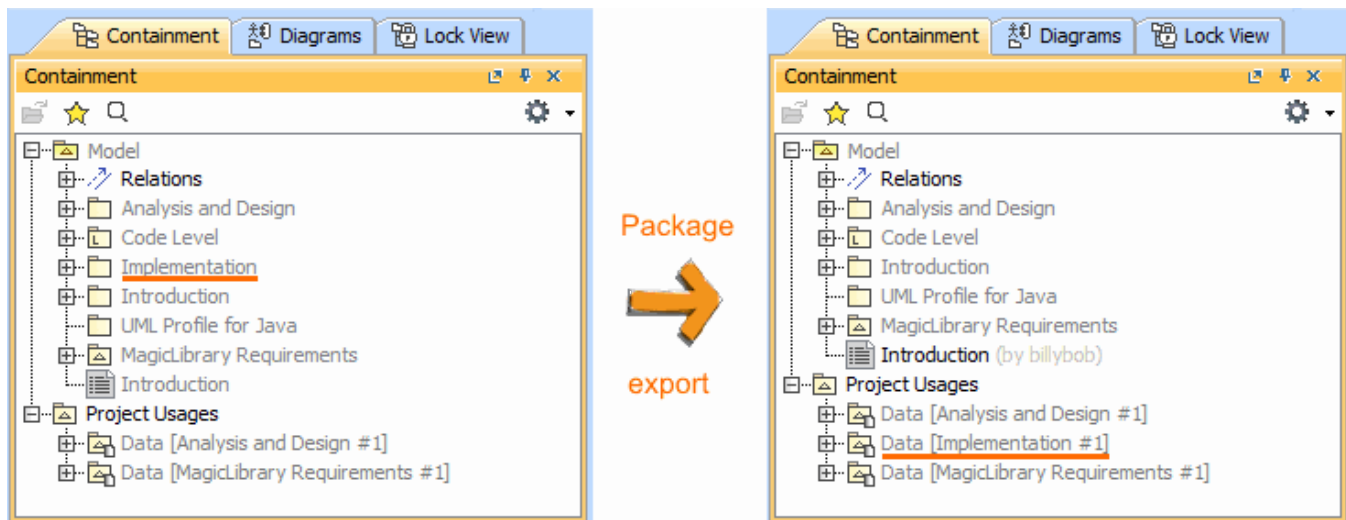 Containment Diagrams Lock View
Containment
Model
Relations
Analysis and Design
L Code Level
Implementation
Introduction
UML Profile for Java
MagicLibrary Requirements
Introduction
Project Usages
Data [Analysis and Design #1]
Data [MagicLibrary Requirements #1]
Package
export
Containment Diagrams Lock View
Containment
Model
Relations
Analysis and Design
L Code Level
Introduction
UML Profile for Java
MagicLibrary Requirements
Introduction (by billybob)
Project Usages
Data [Analysis and Design #1]
Data [Implementation #1]
Data [MagicLibrary Requirements #1]